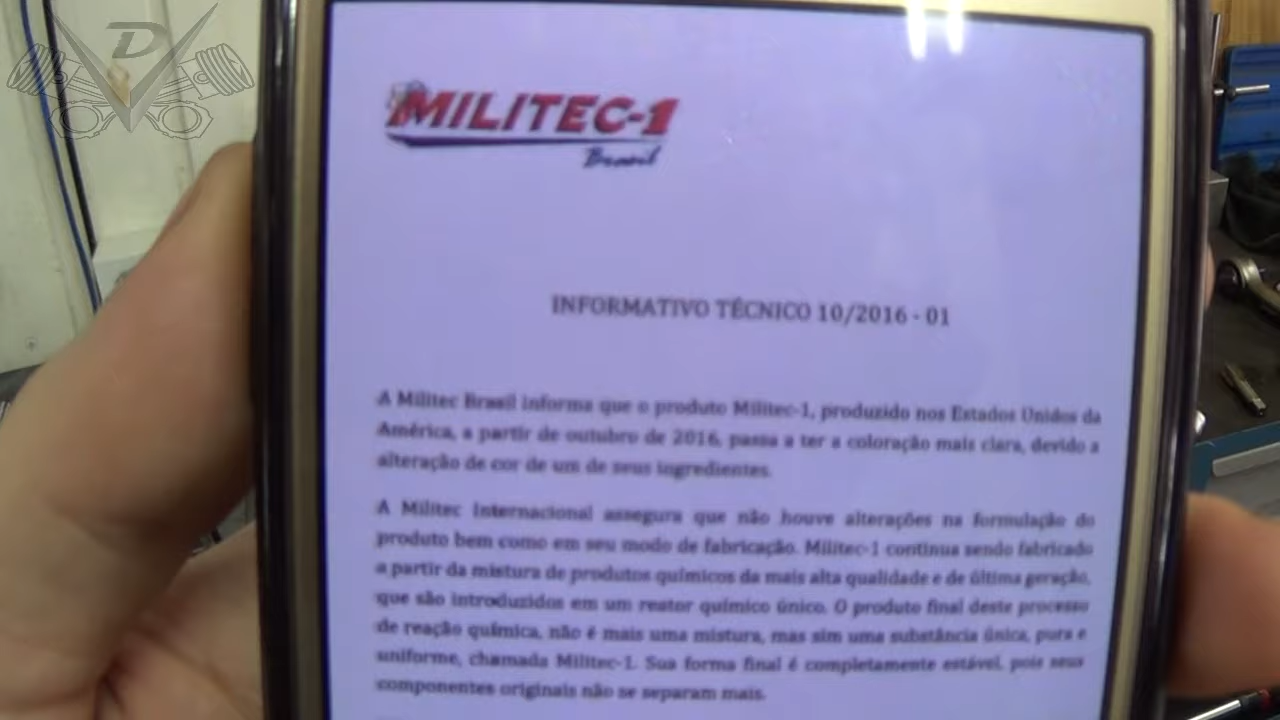 D
MILITEC-1
Brasil
INFORMATIVO TÉCNICO 10/2016 - 01
A Militec Brasil informa que o produto Militec-1, produzido nos Estados Unidos da
América, a partir de outubro de 2016, passa a ter a coloração mais clara, devido a
alteração de cor de um de seus ingredientes.
A Militec Internacional assegura que não houve alterações na formulação do
produto bem como em seu modo de fabricação. Militec-1 continua sendo fabricado
a partir da mistura de produtos químicos da mais alta qualidade e de última geração,
que são introduzidos em um reator químico único. O produto final deste processo
de reação química, não é mais uma mistura, mas sim uma substância única, pura e
uniforme, chamada Militec-1. Sua forma final é completamente estável, pois seus
componentes originais não se separam mais.